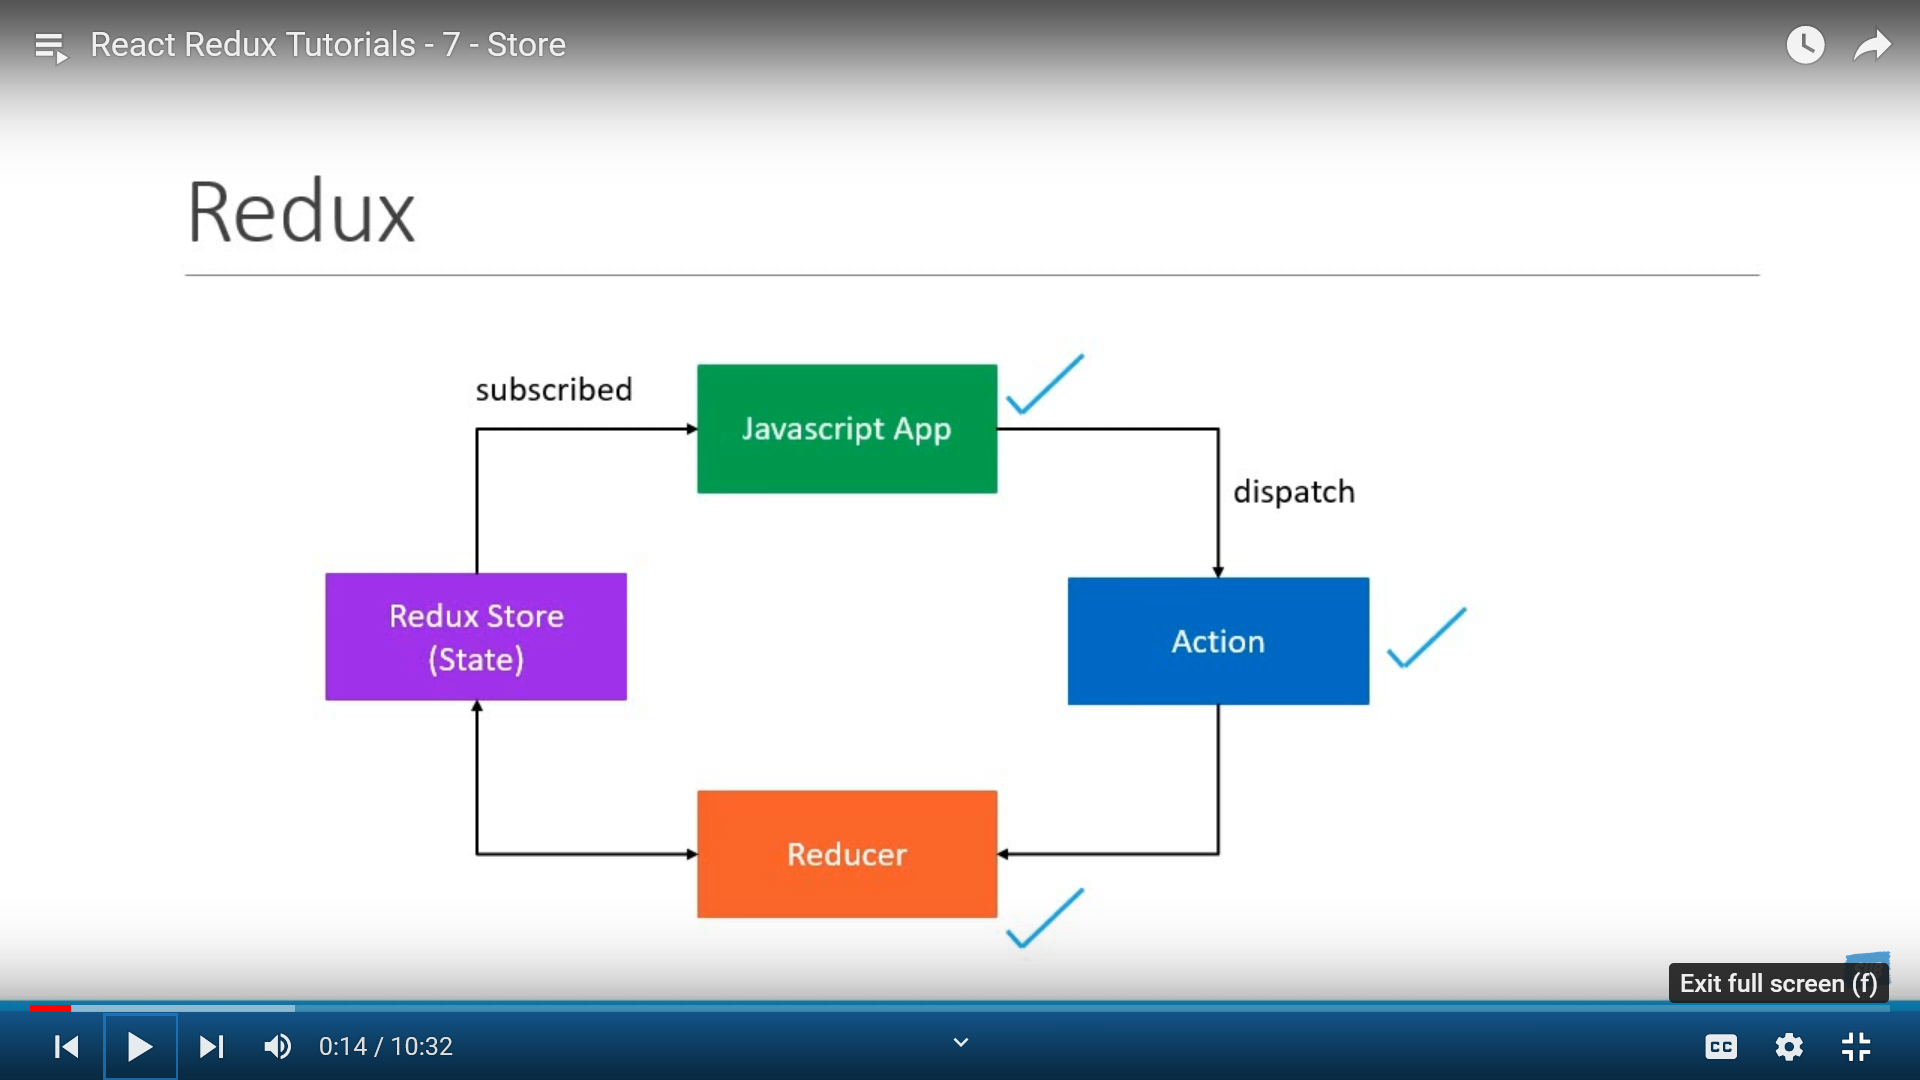 React Redux Tutorials - 7 - Store
Redux
subscribed
Javascript App
dispatch
Redux Store
(State)
Action
Reducer
Exit full screen (f)
0:14 / 10:32
CC